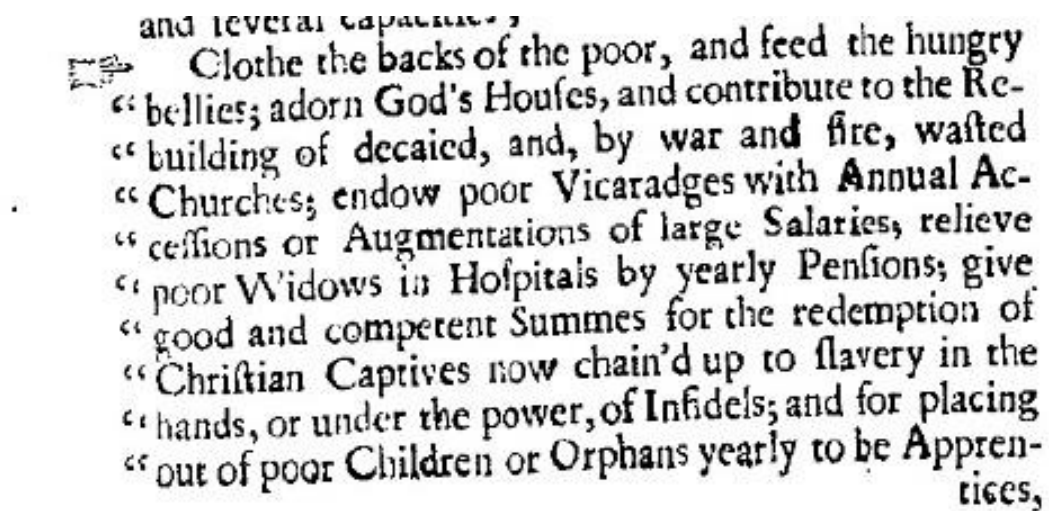 and ſeveral capacities,
☞ Clothe the backs of the poor, and feed the hungry
“ bellies; adorn God's Houſes, and contribute to the Re-
“ building of decaied, and, by war and fire, waſted
“ Churches; endow poor Vicaradges with Annual Ac-
“ ceſſions or Augmentations of large Salaries; relieve
“ poor Widows in Hoſpitals by yearly Penſions; give
“ good and competent Summes for the redemption of
“ Chriſtian Captives now chain'd up to ſlavery in the
“ hands, or under the power, of Infidels; and for placing
“ out of poor Children or Orphans yearly to be Appren-
tices,